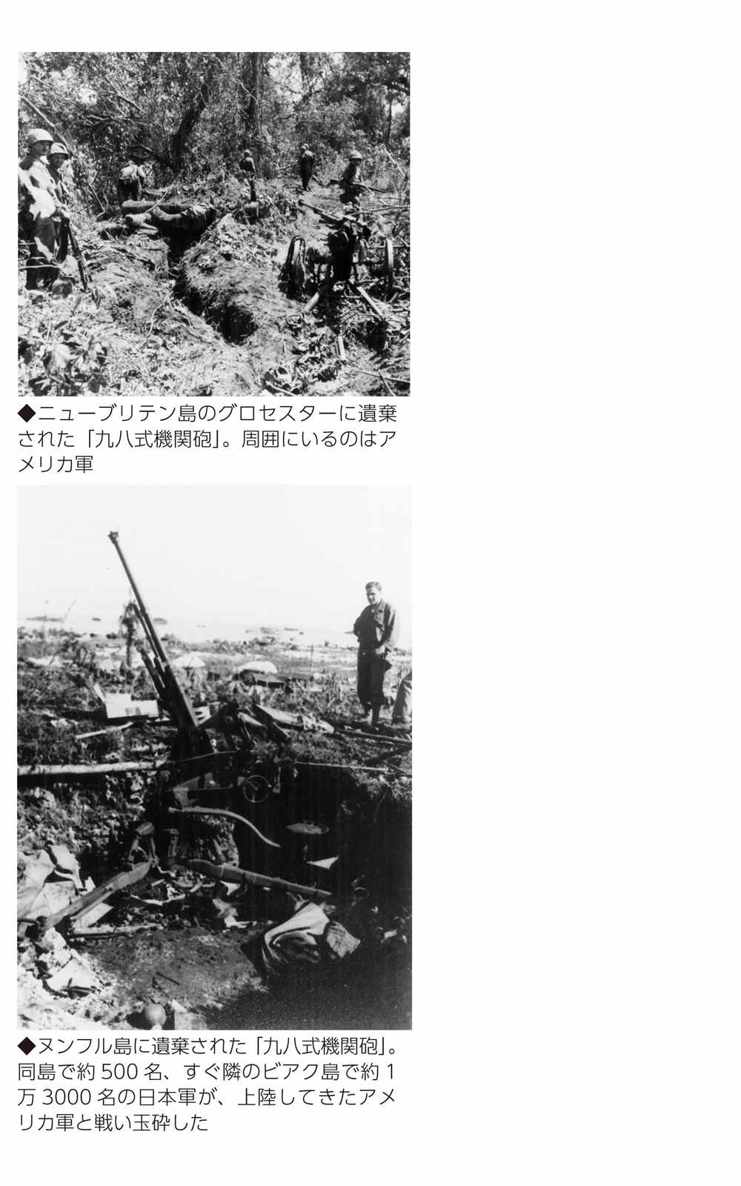 ◆ニューブリテン島のグロセスターに遺棄
された「九八式機関砲」。周囲にいるのはア
メリカ軍
◆ヌンフル島に遺棄された「九八式機関砲」。
同島で約500名、すぐ隣のビアク島で約1
万3000名の日本軍が、上陸してきたアメ
リカ軍と戦い玉砕した